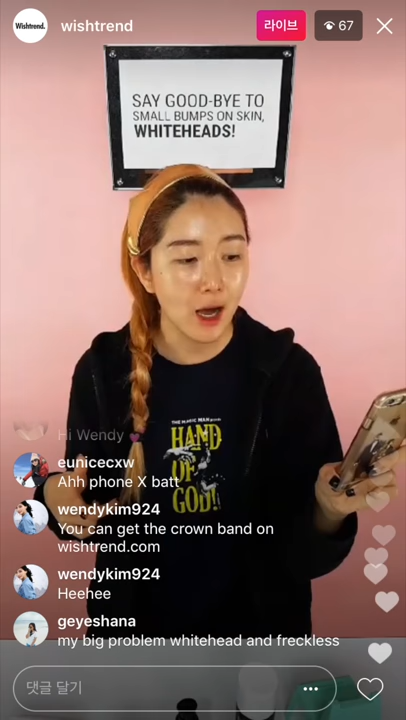 Wishtrend.
wishtrend
라이브
67
SAY GOOD-BYE TO
SMALL BUMPS ON SKIN,
WHITEHEADS!
HAND
OF
GOD!
Hi Wendy
eunicecxw
Ahh phone X batt
wendykim924
You can get the crown band on
wishtrend.com
wendykim924
Heehee
geyeshana
my big problem whitehead and freckless
댓글 달기